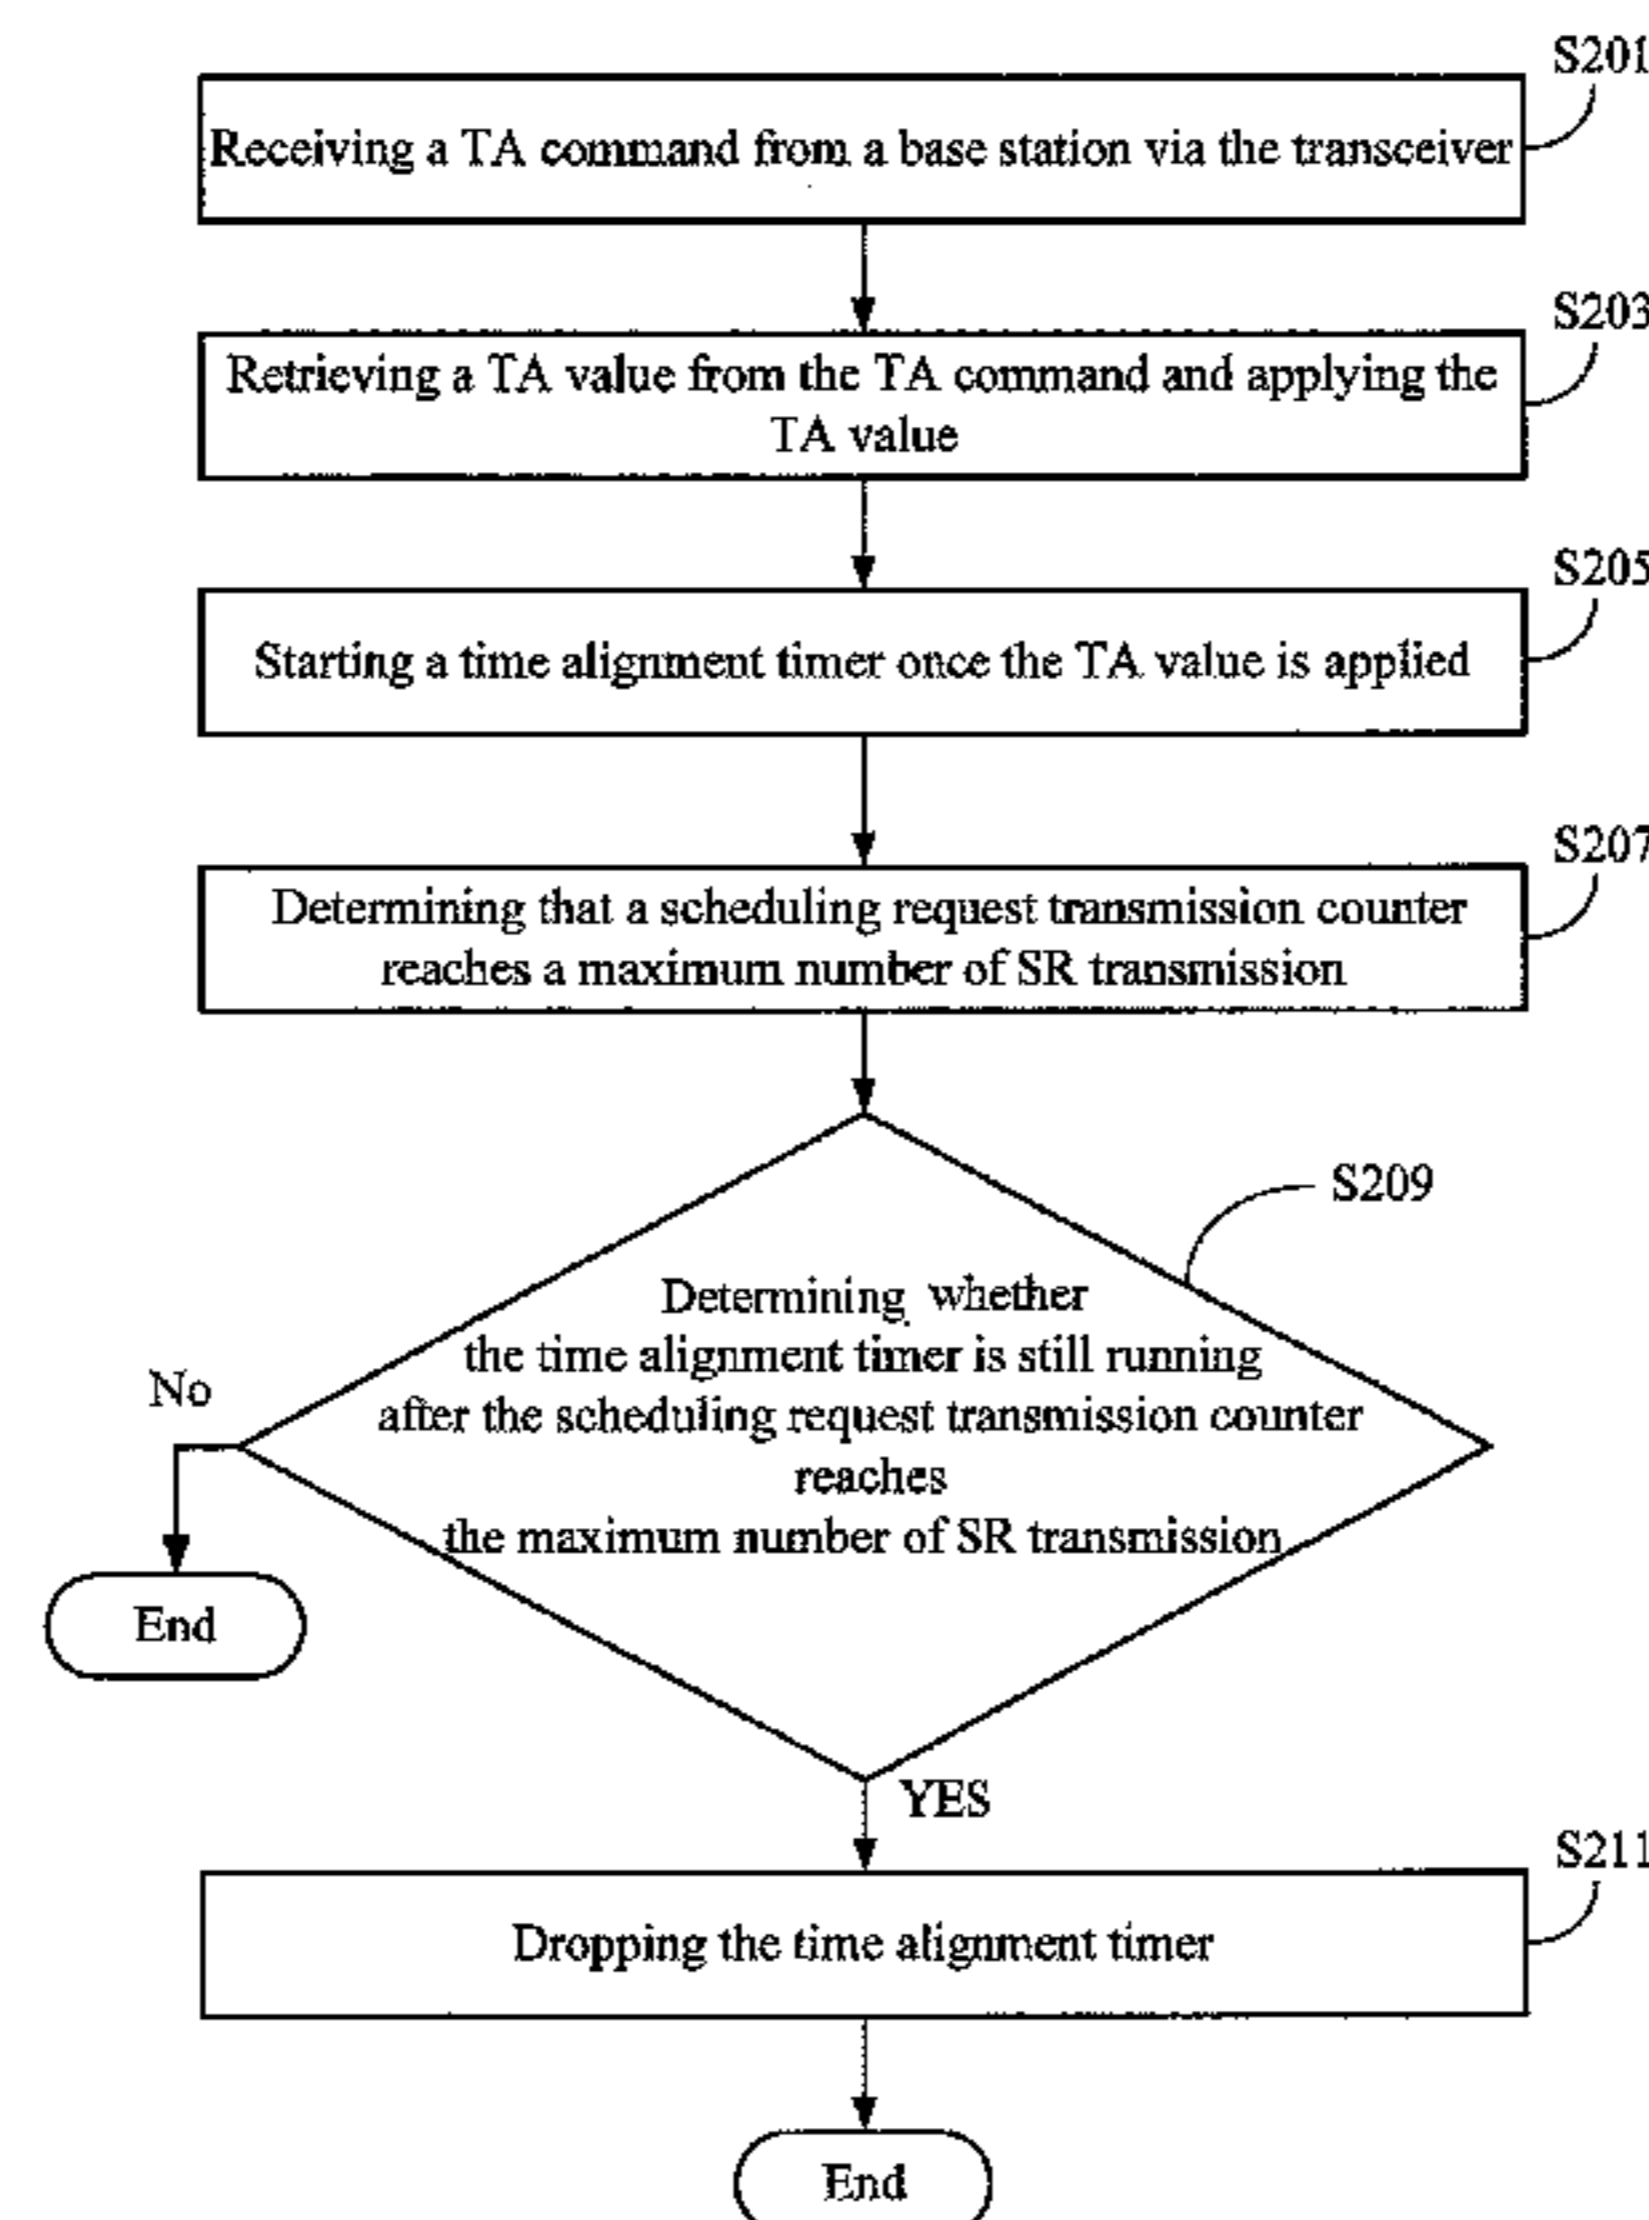 S201
Receiving a TA command from a base station via the transceiver
S203
Retrieving a TA value from the TA command and applying the
TA value
S205
Starting a time alignment timer once the TA value is applied
S207
Determining that a scheduling request transmission counter
reaches a maximum number of SR transmission
S209
Determining whether
the time alignment timer is still running
after the scheduling request transmission counter
reaches
the maximum number of SR transmission
No
End
YES
S211
Dropping the time alignment timer
End